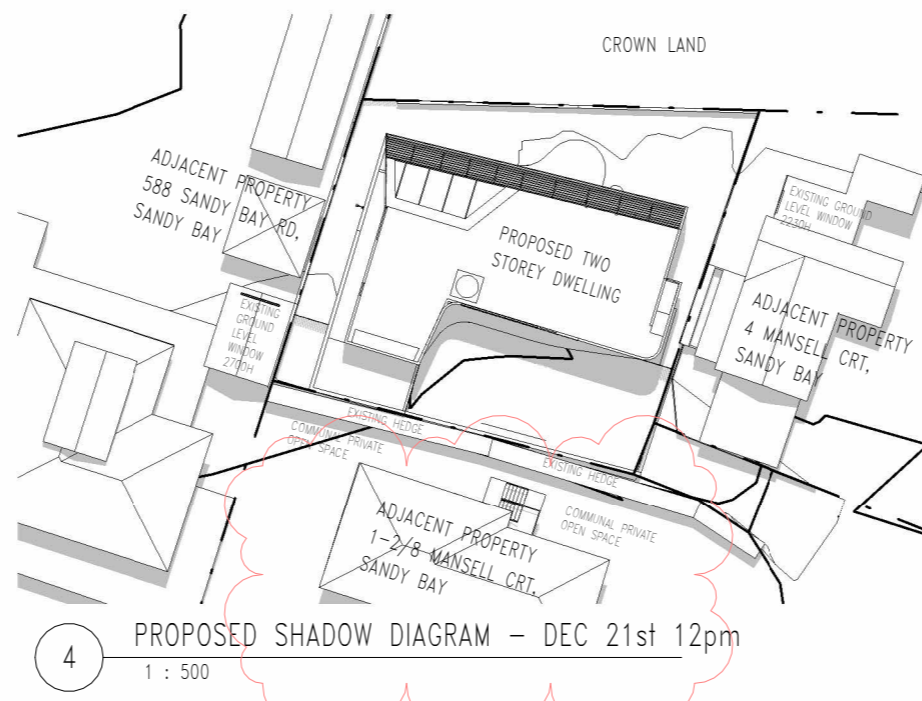 CROWN LAND
ADJACENT PROPERTY
588 SANDY BAY RD,
SANDY BAY
EXISTING GROUND
LEVEL WINDOW
2230H
PROPOSED TWO
STOREY DWELLING
EXISTING
GROUND
LEVEL
WINDOW
2700H
ADJACENT PROPERTY
4 MANSELL CRT,
SANDY BAY
EXISTING HEDGE
COMMUNAL PRIVATE
OPEN SPACE
EXISTING HEDGE
COMMUNAL PRIVATE
OPEN SPACE
ADJACENT PROPERTY
1-2/8 MANSELL CRT,
SANDY BAY
4
PROPOSED SHADOW DIAGRAM - DEC 21st 12pm
1 : 500